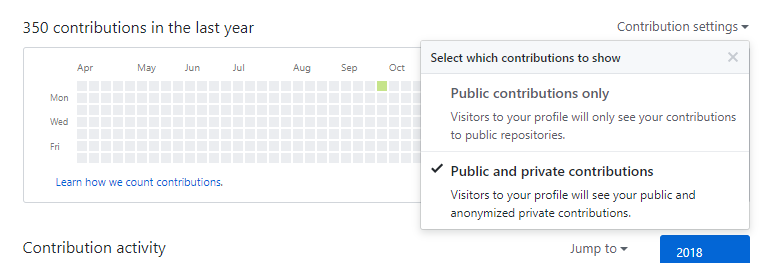 350 contributions in the last year
Contribution settings
Select which contributions to show
Public contributions only
Visitors to your profile will only see your contributions
to public repositories.
Public and private contributions
Visitors to your profile will see your public and
anonymized private contributions.
Apr May Jun Jul Aug Sep Oct
Mon
Wed
Fri
Learn how we count contributions.
Contribution activity
Jump to
2018